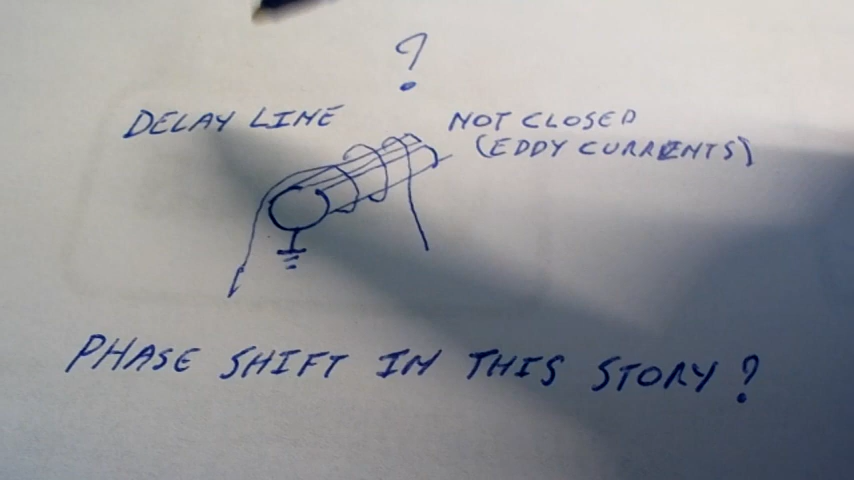 ?
DELAY LINE
NOT CLOSED
(EDDY CURRENTS)
PHASE SHIFT IN THIS STORY?